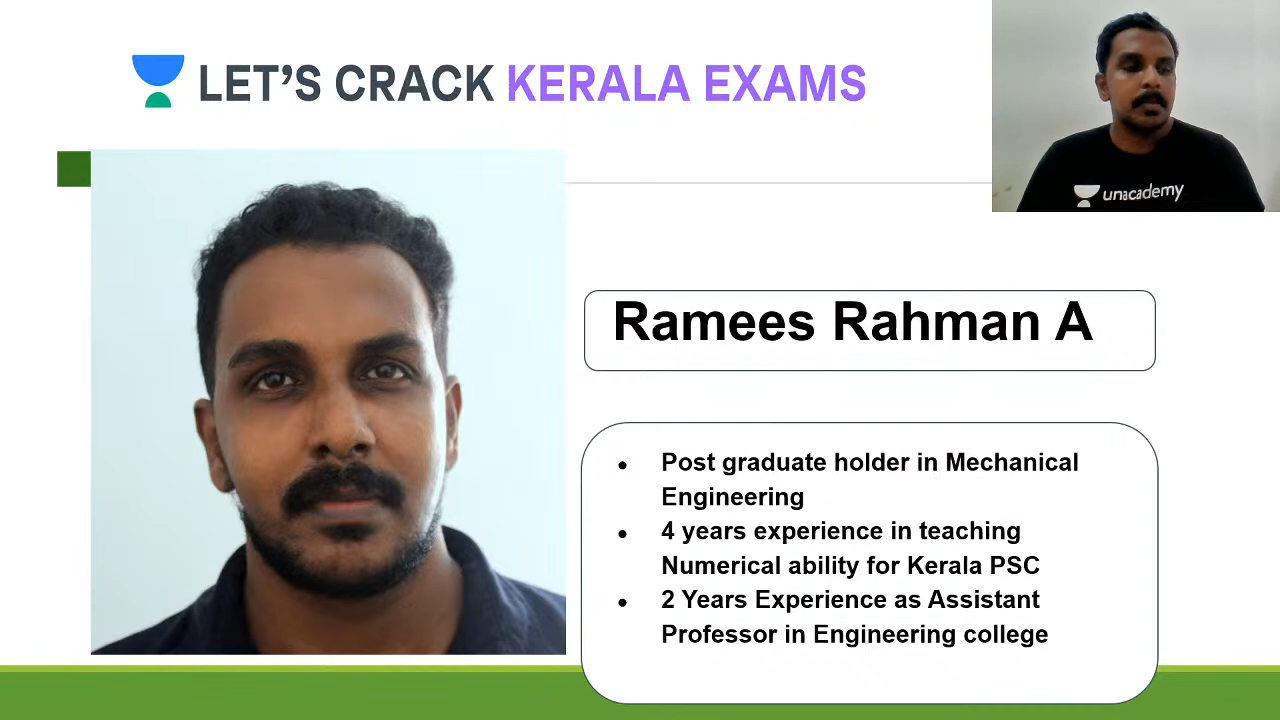 LET'S CRACK KERALA EXAMS
unacademy
Ramees Rahman A
Post graduate holder in Mechanical
Engineering
4 years experience in teaching
Numerical ability for Kerala PSC
2 Years Experience as Assistant
Professor in Engineering college